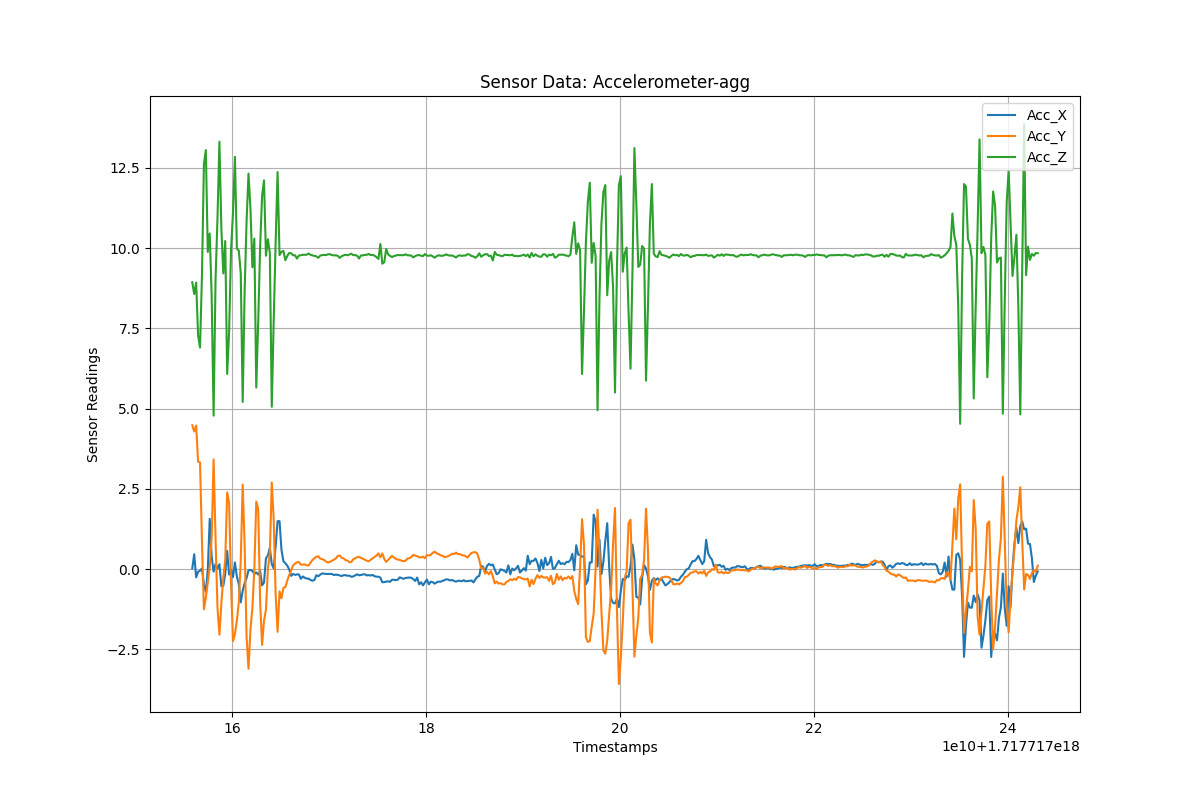 Sensor Data: Accelerometer-agg
Acc_X
Acc_Y
Acc_Z
12.5
10.0
7.5
5.0
2.5
0.0
−2.5
Sensor Readings
16
18
20
22
24
Timestamps
1e10+1.717717e18